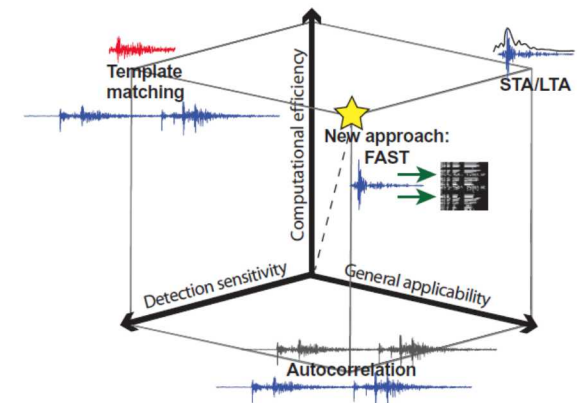 Template
matching
STA/LTA
Computational efficiency
New approach:
FAST
Detection sensitivity
General applicability
Autocorrelation